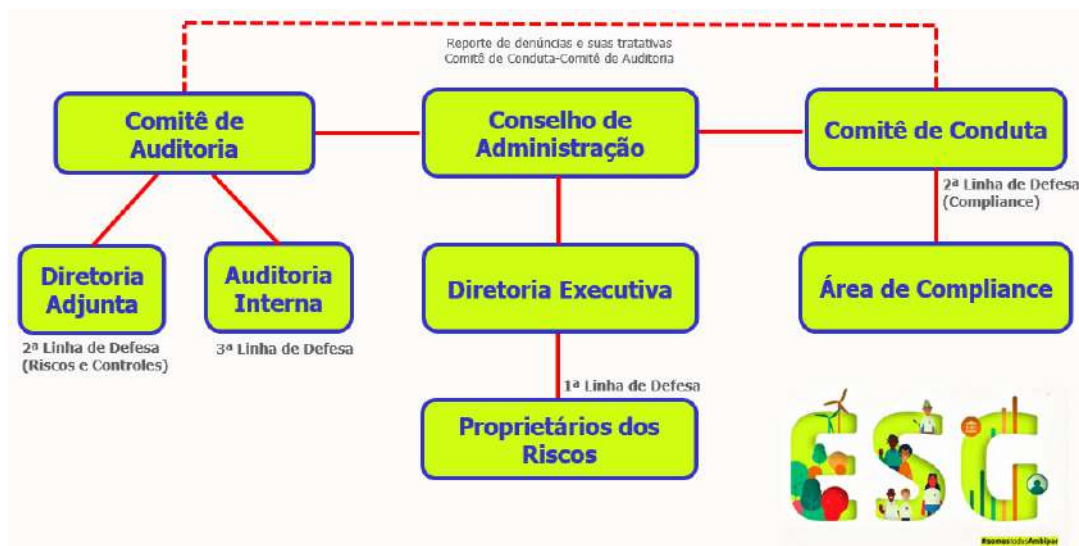 Reporte de denúncias e suas tratativas
Comitê de Conduta-Comitê de Auditoria
Comitê de
Auditoria
Conselho de
Administração
Comitê de Conduta
2ª Linha de Defesa
(Compliance)
Diretoria
Adjunta
Auditoria
Interna
Diretoria Executiva
Área de Compliance
2ª Linha de Defesa
(Riscos e Controles)
3ª Linha de Defesa
1ª Linha de Defesa
Proprietários dos
Riscos
ESG
#somostodosAmbipar